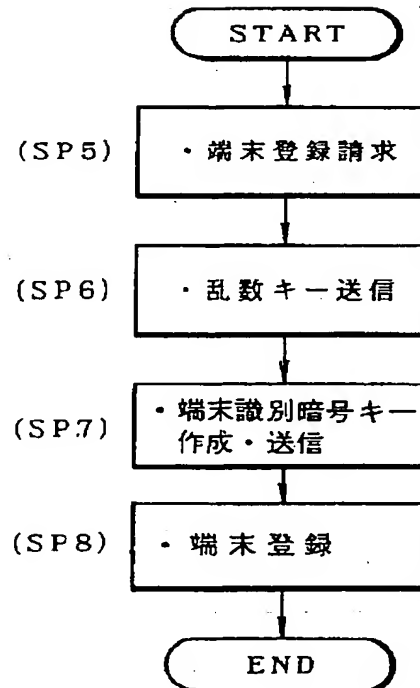 START
(SP5) ・端末登録請求
(SP6) ・乱数キー送信
(SP7) ・端末識別暗号キー
作成・送信
(SP8) ・端末登録
END